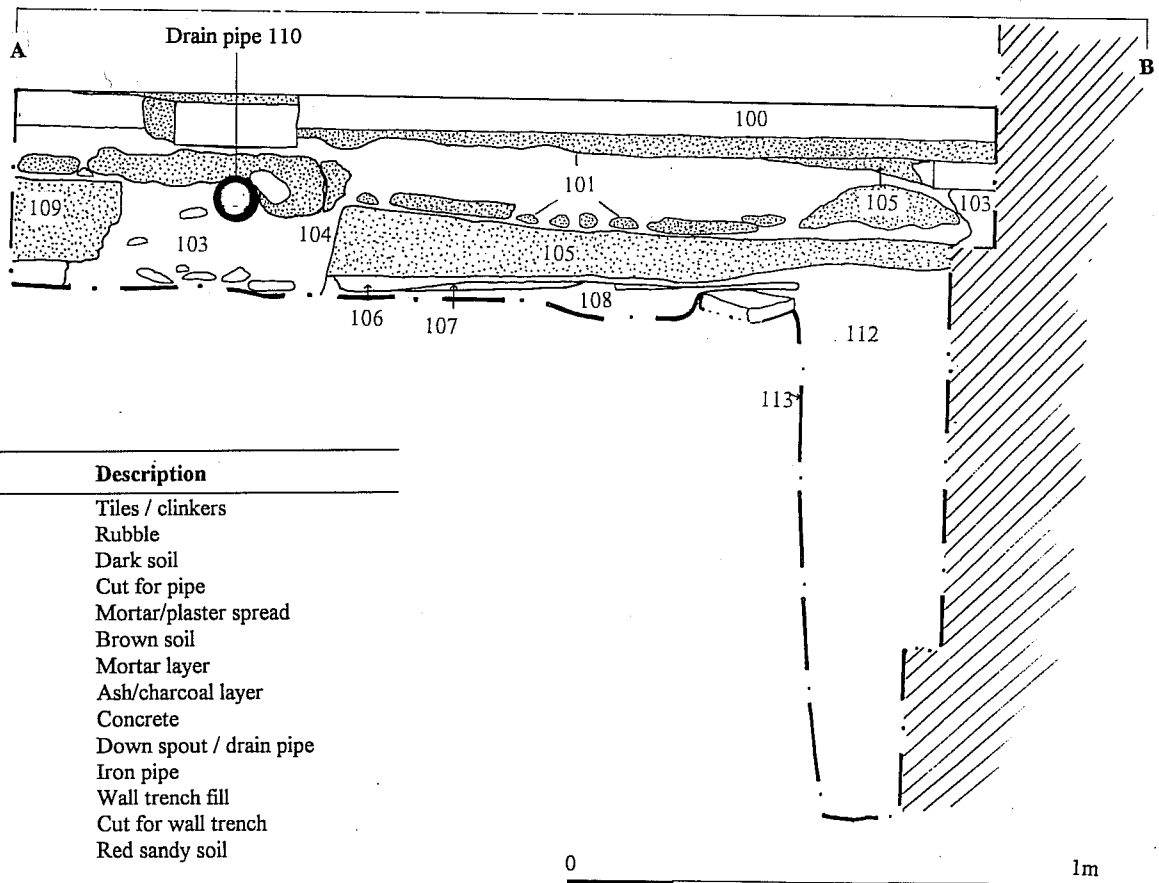 Drain pipe 110
A
B
100
101
105
103
109
103
104
105
106
107
108
112
113
Description
Tiles / clinkers
Rubble
Dark soil
Cut for pipe
Mortar/plaster spread
Brown soil
Mortar layer
Ash/charcoal layer
Concrete
Down spout / drain pipe
Iron pipe
Wall trench fill
Cut for wall trench
Red sandy soil
0 1m